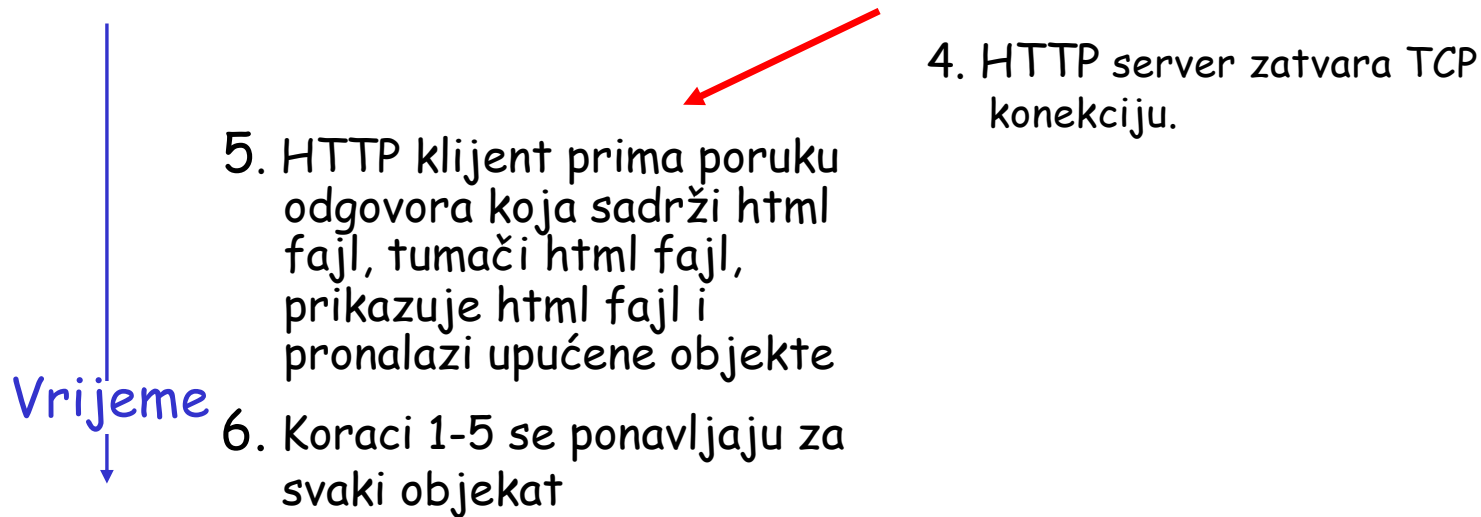 4. HTTP server zatvara TCP
konekciju.
5. HTTP klijent prima poruku
odgovora koja sadrži html
fajl, tumači html fajl,
prikazuje html fajl i
pronalazi upućene objekte
Vrijeme
6. Koraci 1-5 se ponavljaju za
svaki objekat